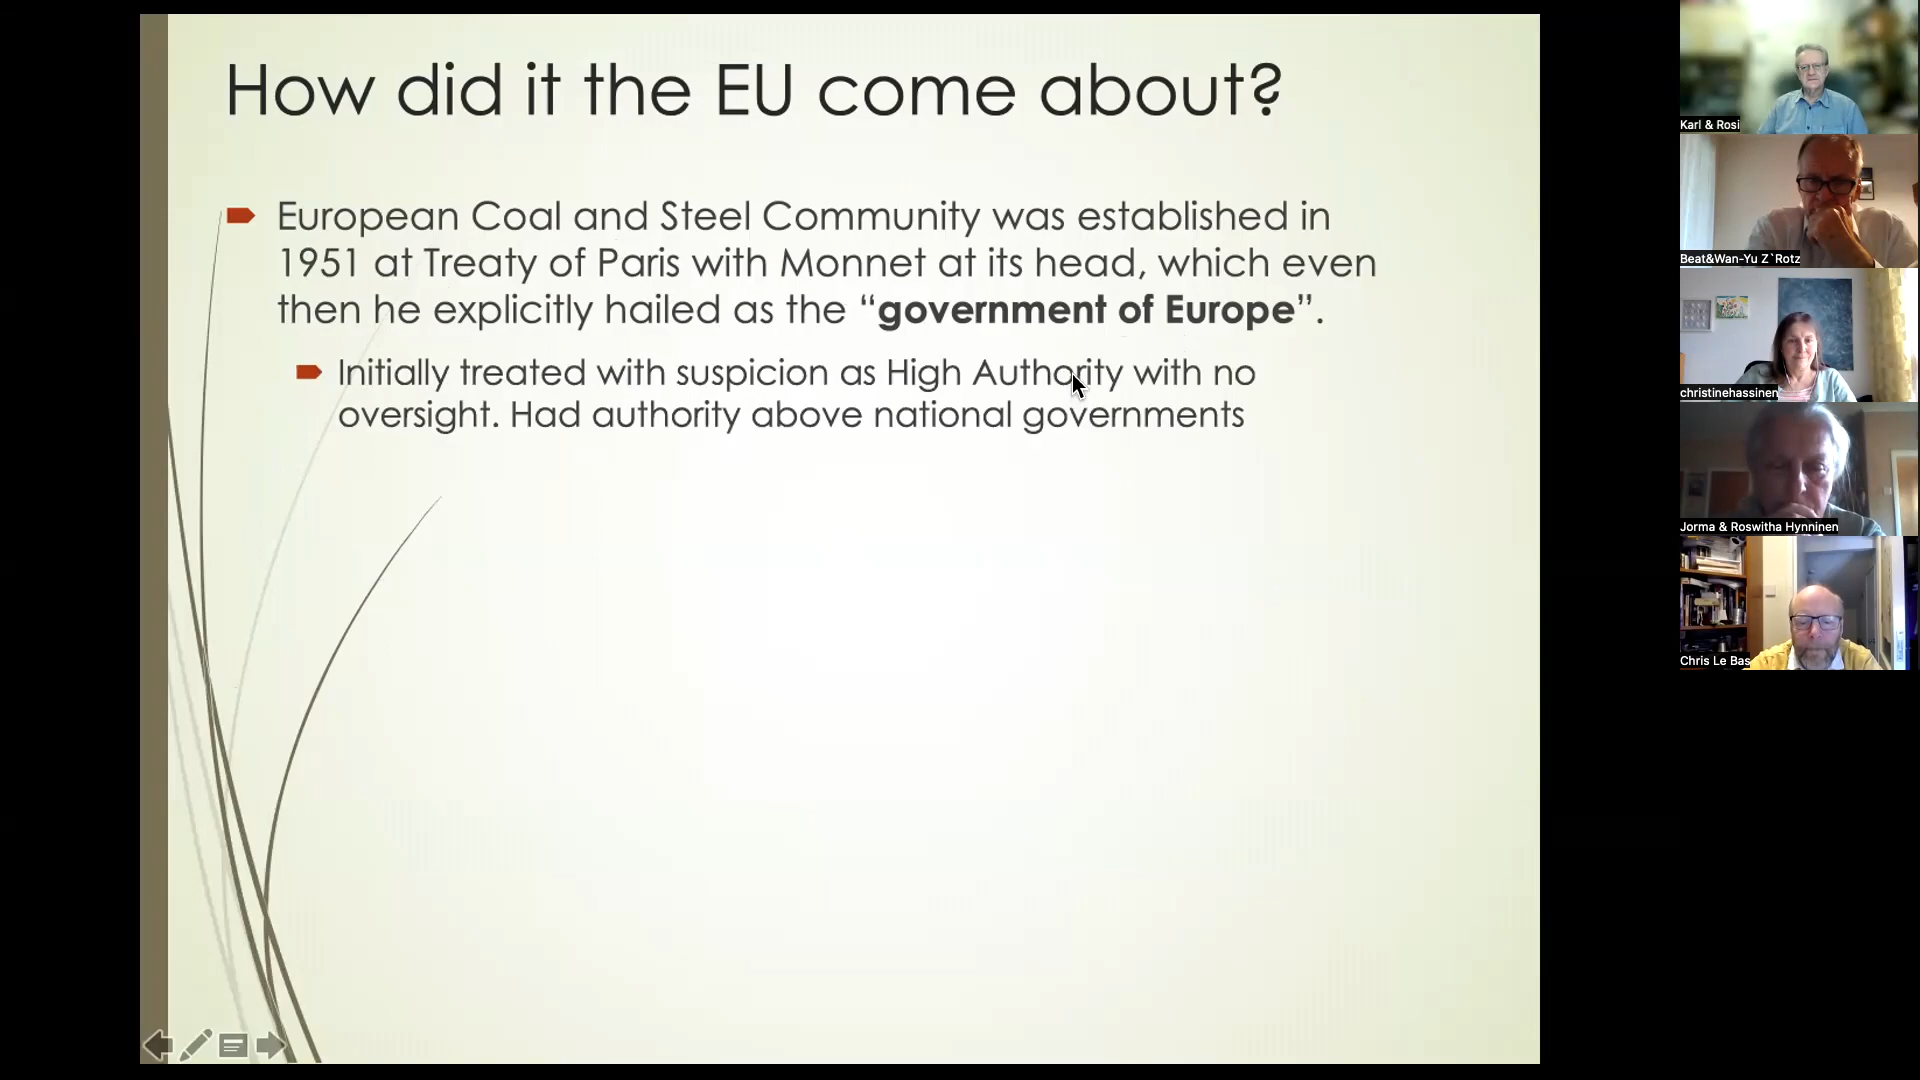 How did it the EU come about?
European Coal and Steel Community was established in
1951 at Treaty of Paris with Monnet at its head, which even
then he explicitly hailed as the “government of Europe”.
Initially treated with suspicion as High Authority with no
oversight. Had authority above national governments
Karl & Rosi
Beat&Wan-Yu Z`Rotz
christinehassinen
Jorma & Roswitha Hynninen
Chris Le Bas